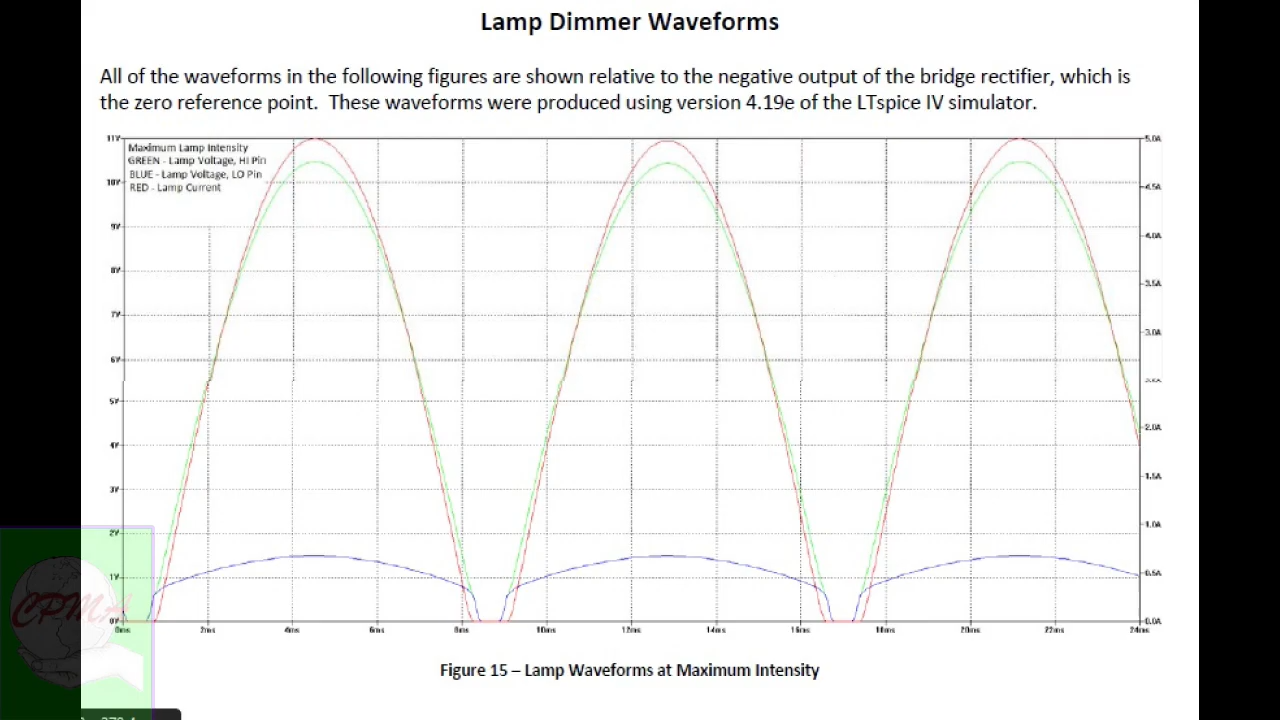 Lamp Dimmer Waveforms
All of the waveforms in the following figures are shown relative to the negative output of the bridge rectifier, which is
the zero reference point. These waveforms were produced using version 4.19e of the LTspice IV simulator.
Maximum Lamp Intensity
GREEN - Lamp Voltage, HI Pin
BLUE - Lamp Voltage, LO Pin
RED - Lamp Current
11V
10V
9V
8V
7V
6V
5V
4V
3V
2V
1V
0V
5.0A
4.5A
4.0A
3.5A
3.0A
2.0A
1.5A
1.0A
0.5A
0.0A
0ms 2ms 4ms 6ms 8ms 10ms 12ms 14ms 16ms 18ms 20ms 22ms 24ms
CPMA
Figure 15 – Lamp Waveforms at Maximum Intensity